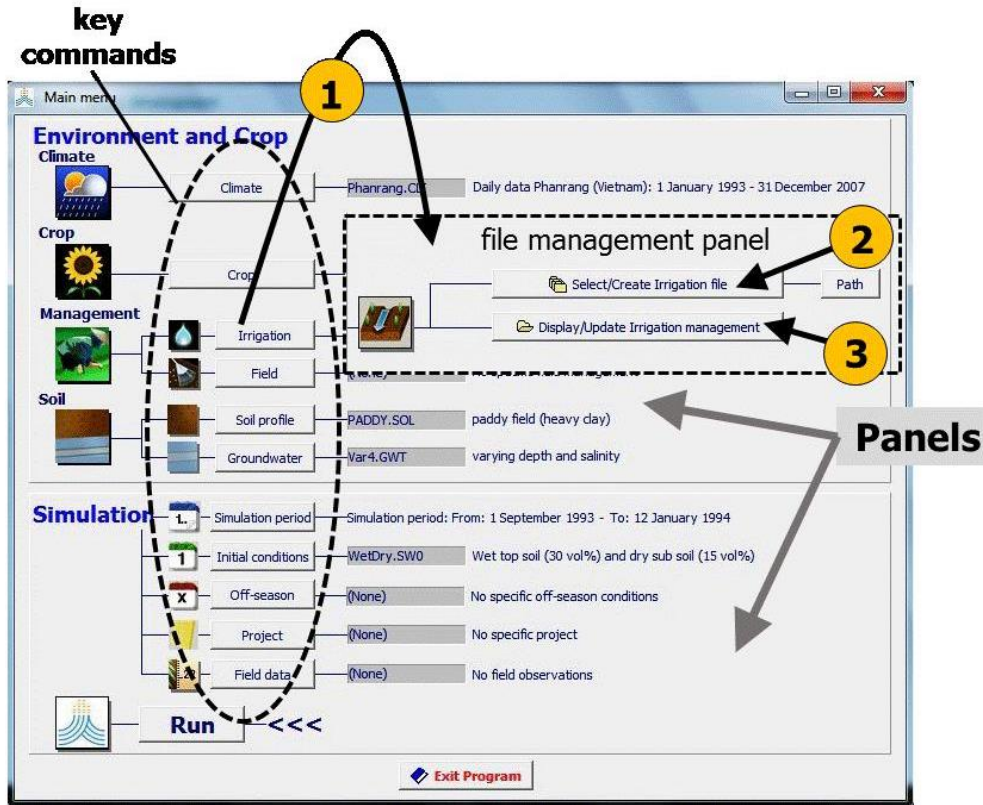 key
commands
1
Main menu
Environment and Crop
Climate
Climate
Daily data Phanrang (Vietnam): 1 January 1993 - 31 December 2007
Crop
Crop
file management panel
2
Select/Create Irrigation file
Path
Display/Update Irrigation management
3
Management
Irrigation
Field
Soil
Soil profile
PADDY.SOL
paddy field (heavy clay)
Groundwater
Var4.GWT
varying depth and salinity
Panels
Simulation
1..
Simulation period
Simulation period: From: 1 September 1993 - To: 12 January 1994
1
Initial conditions
WetDry.SW0
Wet top soil (30 vol%) and dry sub soil (15 vol%)
X
Off-season
(None)
No specific off-season conditions
Project
(None)
No specific project
Field data
(None)
No field observations
Run
<<<
Exit Program